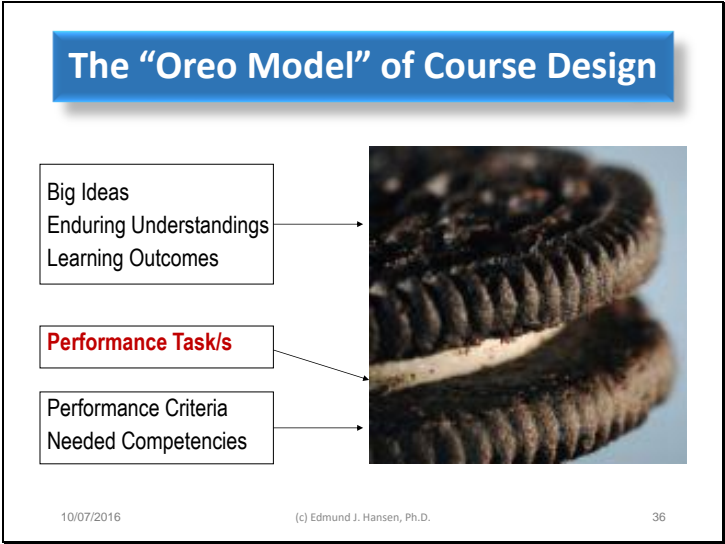 The “Oreo Model” of Course Design
Big Ideas
Enduring Understandings
Learning Outcomes
Performance Task/s
Performance Criteria
Needed Competencies
10/07/2016
(c) Edmund J. Hansen, Ph.D.
36